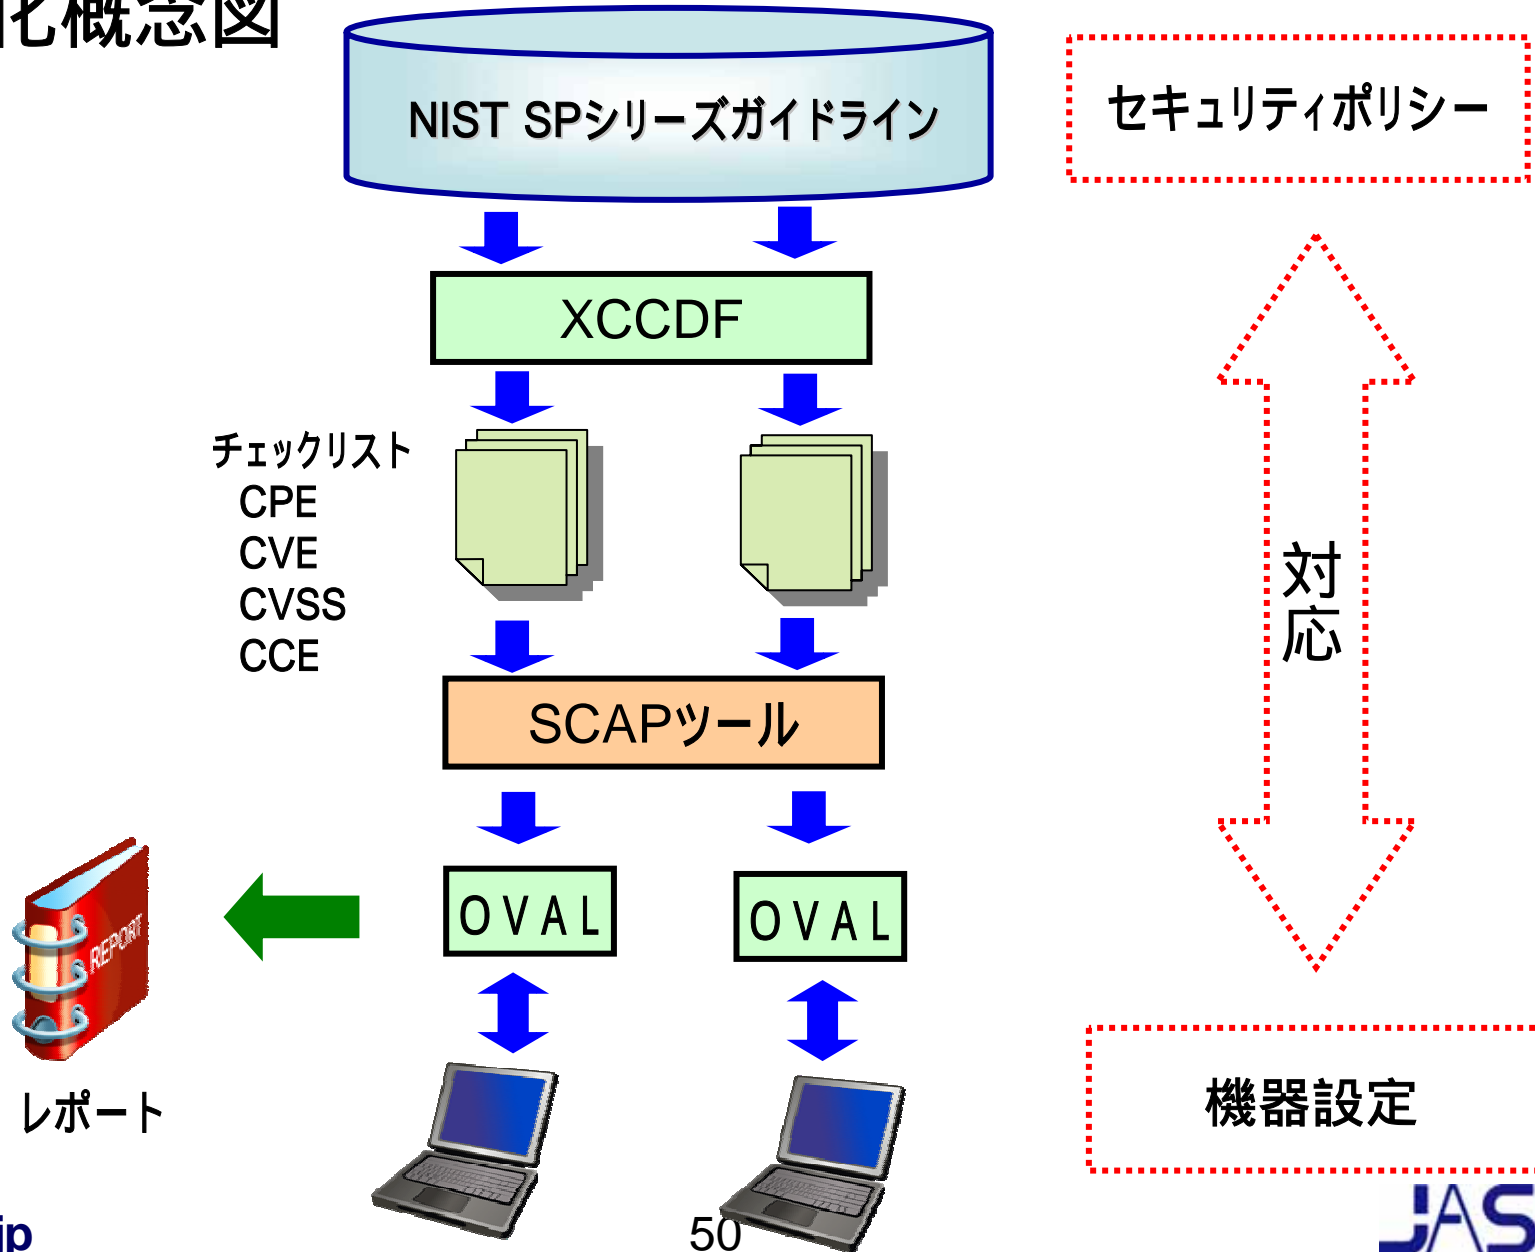 化概念図
NIST SPシリーズガイドライン
セキュリティポリシー
XCCDF
チェックリスト
CPE
CVE
CVSS
CCE
対
応
SCAPツール
OVAL
OVAL
REPORT
レポート
機器設定
jp
50
JAS